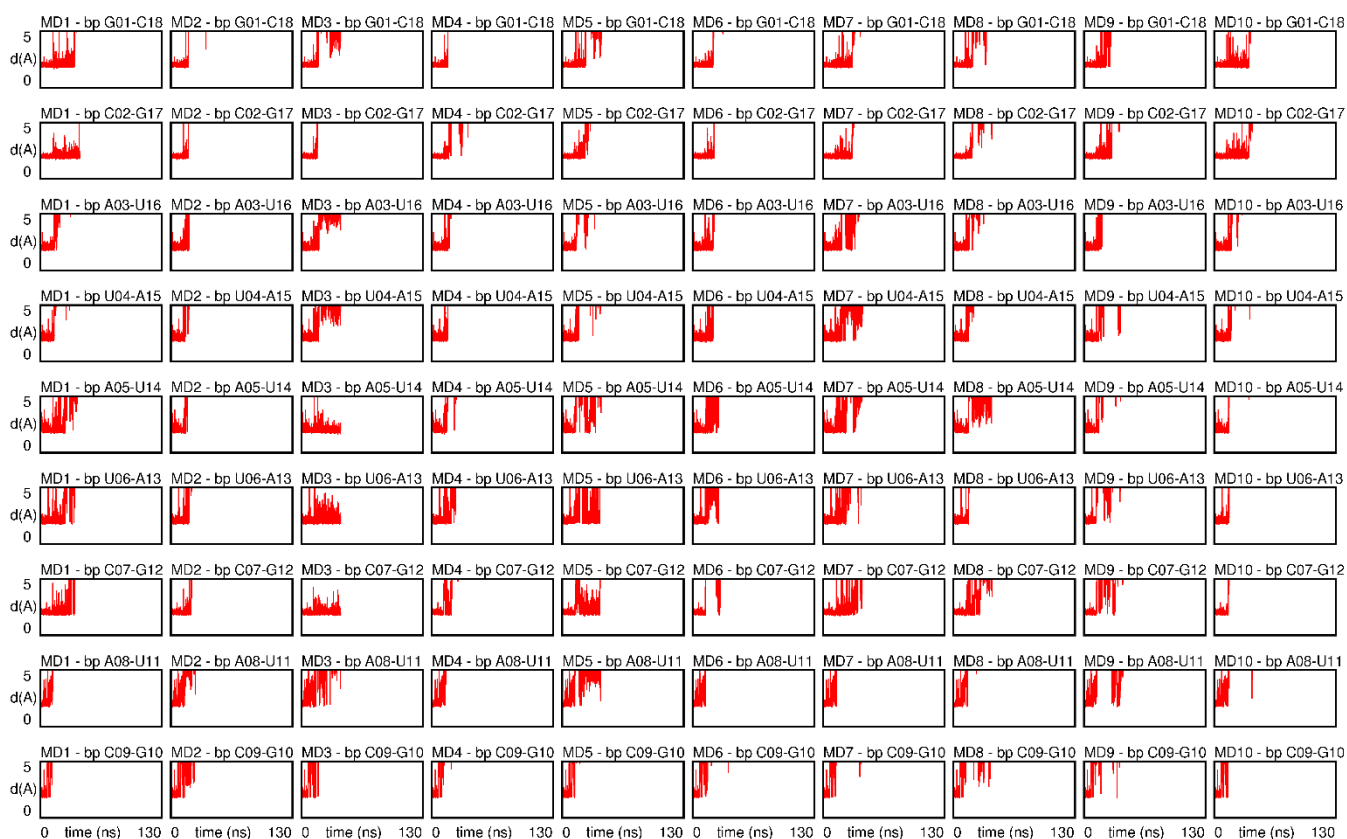 MD1 - bp G01-C18 MD2 - bp G01-C18 MD3 - bp G01-C18 MD4 - bp G01-C18 MD5 - bp G01-C18 MD6 - bp G01-C18 MD7 - bp G01-C18 MD8 - bp G01-C18 MD9 - bp G01-C18 MD10 - bp G01-C18
5
d(A)
0
MD1 - bp C02-G17 MD2 - bp C02-G17 MD3 - bp C02-G17 MD4 - bp C02-G17 MD5 - bp C02-G17 MD6 - bp C02-G17 MD7 - bp C02-G17 MD8 - bp C02-G17 MD9 - bp C02-G17 MD10 - bp C02-G17
5
d(A)
0
MD1 - bp A03-U16 MD2 - bp A03-U16 MD3 - bp A03-U16 MD4 - bp A03-U16 MD5 - bp A03-U16 MD6 - bp A03-U16 MD7 - bp A03-U16 MD8 - bp A03-U16 MD9 - bp A03-U16 MD10 - bp A03-U16
5
d(A)
0
MD1 - bp U04-A15 MD2 - bp U04-A15 MD3 - bp U04-A15 MD4 - bp U04-A15 MD5 - bp U04-A15 MD6 - bp U04-A15 MD7 - bp U04-A15 MD8 - bp U04-A15 MD9 - bp U04-A15 MD10 - bp U04-A15
5
d(A)
0
MD1 - bp A05-U14 MD2 - bp A05-U14 MD3 - bp A05-U14 MD4 - bp A05-U14 MD5 - bp A05-U14 MD6 - bp A05-U14 MD7 - bp A05-U14 MD8 - bp A05-U14 MD9 - bp A05-U14 MD10 - bp A05-U14
5
d(A)
0
MD1 - bp U06-A13 MD2 - bp U06-A13 MD3 - bp U06-A13 MD4 - bp U06-A13 MD5 - bp U06-A13 MD6 - bp U06-A13 MD7 - bp U06-A13 MD8 - bp U06-A13 MD9 - bp U06-A13 MD10 - bp U06-A13
5
d(A)
0
MD1 - bp C07-G12 MD2 - bp C07-G12 MD3 - bp C07-G12 MD4 - bp C07-G12 MD5 - bp C07-G12 MD6 - bp C07-G12 MD7 - bp C07-G12 MD8 - bp C07-G12 MD9 - bp C07-G12 MD10 - bp C07-G12
5
d(A)
0
MD1 - bp A08-U11 MD2 - bp A08-U11 MD3 - bp A08-U11 MD4 - bp A08-U11 MD5 - bp A08-U11 MD6 - bp A08-U11 MD7 - bp A08-U11 MD8 - bp A08-U11 MD9 - bp A08-U11 MD10 - bp A08-U11
5
d(A)
0
MD1 - bp C09-G10 MD2 - bp C09-G10 MD3 - bp C09-G10 MD4 - bp C09-G10 MD5 - bp C09-G10 MD6 - bp C09-G10 MD7 - bp C09-G10 MD8 - bp C09-G10 MD9 - bp C09-G10 MD10 - bp C09-G10
5
d(A)
0
0 time (ns) 130 0 time (ns) 130 0 time (ns) 130 0 time (ns) 130 0 time (ns) 130 0 time (ns) 130 0 time (ns) 130 0 time (ns) 130 0 time (ns) 130 0 time (ns) 130